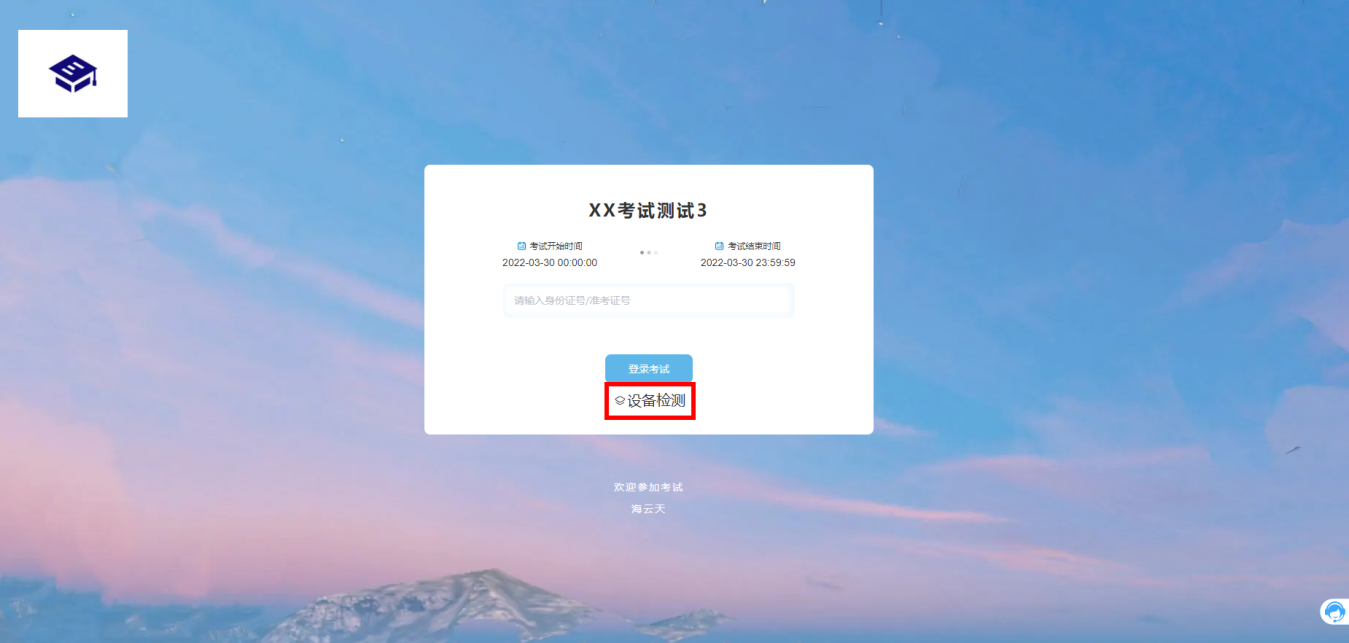 XX考试测试3
考试开始时间
2022-03-30 00:00:00
考试结束时间
2022-03-30 23:59:59
请输入身份证号/准考证号
登录考试
设备检测
欢迎参加考试
海云天